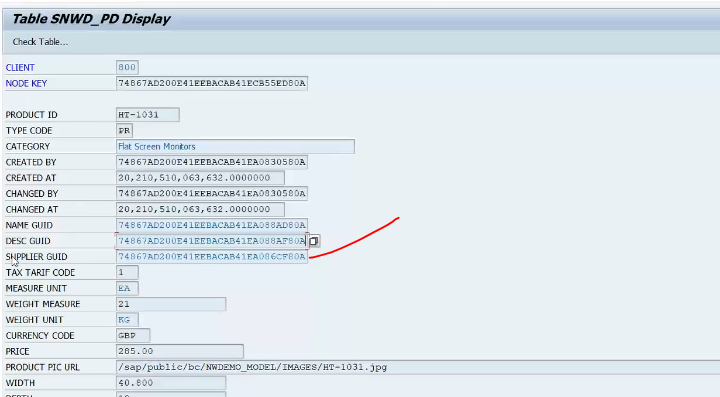 Table SNWD_PD Display
Check Table...
CLIENT 800
NODE KEY 74867AD200E41EEBACAB41ECB55ED80A
PRODUCT ID HT-1031
TYPE CODE PR
CATEGORY Flat Screen Monitors
CREATED BY 74867AD200E41EEBACAB41EA0830580A
CREATED AT 20,210,510,063,632.0000000
CHANGED BY 74867AD200E41EEBACAB41EA0830580A
CHANGED AT 20,210,510,063,632.0000000
NAME GUID 74867AD200E41EEBACAB41EA088AD80A
DESC GUID 74867AD200E41EEBACAB41EA088AF80A
SUPPLIER GUID 74867AD200E41EEBACAB41EA086CF80A
TAX TARIF CODE 1
MEASURE UNIT EA
WEIGHT MEASURE 21
WEIGHT UNIT KG
CURRENCY CODE GBP
PRICE 285.00
PRODUCT PIC URL /sap/public/bc/NWDEMO_MODEL/IMAGES/HT-1031.jpg
WIDTH 40.800